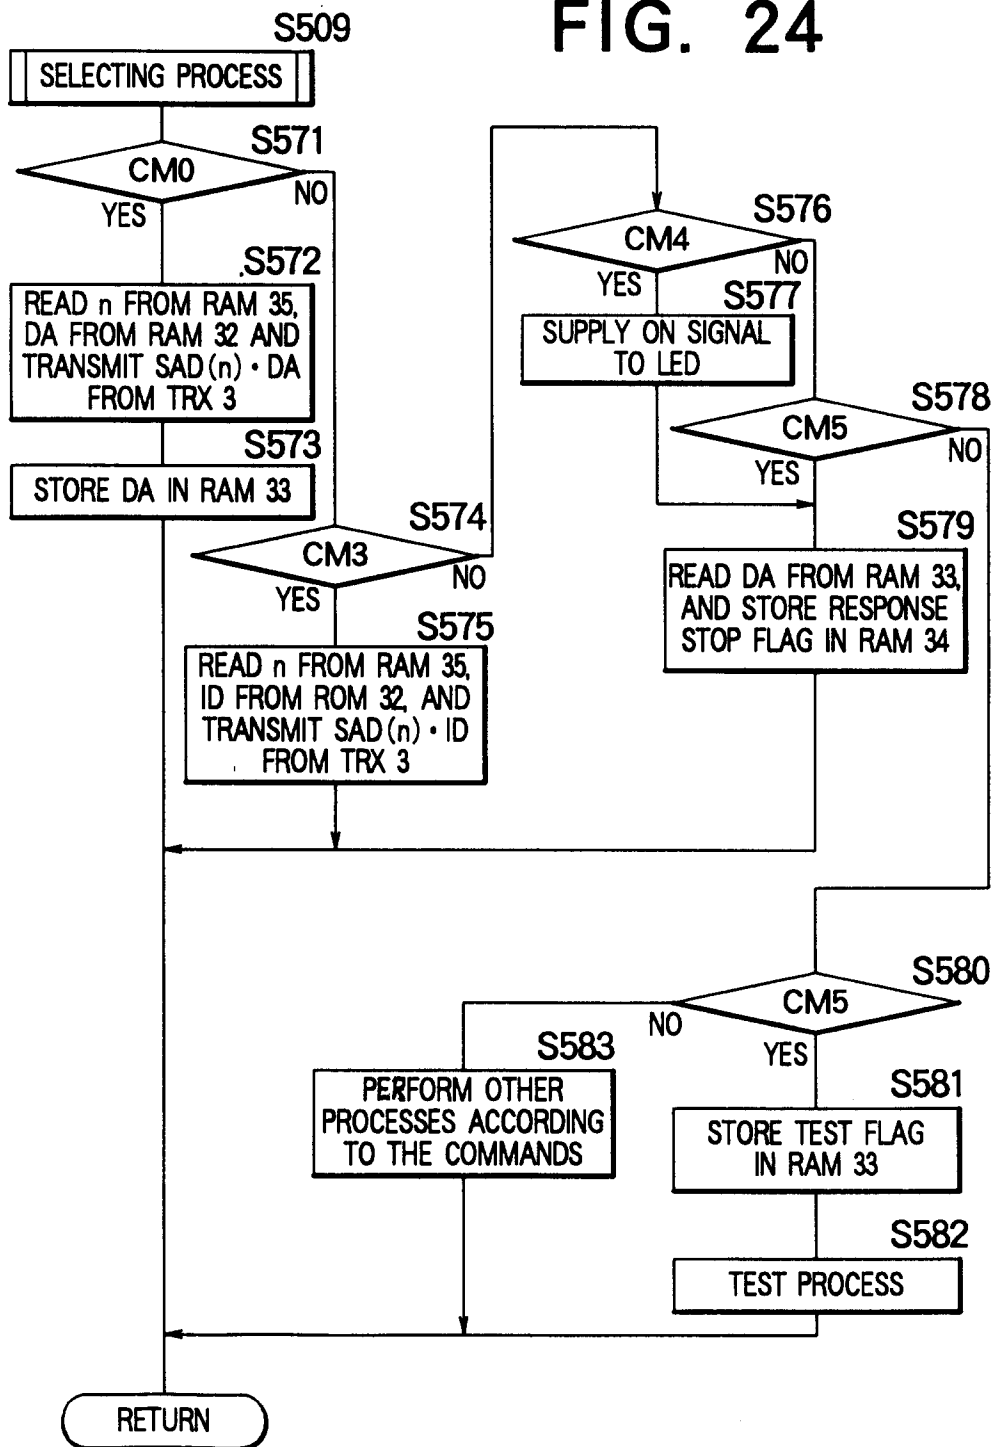 FIG. 24
S509
SELECTING PROCESS
S571
CM0
NO
YES
S572
READ n FROM RAM 35,
DA FROM RAM 32 AND
TRANSMIT SAD(n)·DA
FROM TRX 3
S573
STORE DA IN RAM 33
S574
CM3
NO
YES
S575
READ n FROM RAM 35,
ID FROM ROM 32, AND
TRANSMIT SAD(n)·ID
FROM TRX 3
S576
CM4
NO
YES
S577
SUPPLY ON SIGNAL
TO LED
S578
CM5
NO
YES
S579
READ DA FROM RAM 33,
AND STORE RESPONSE
STOP FLAG IN RAM 34
S580
CM5
NO
YES
S583
PERFORM OTHER
PROCESSES ACCORDING
TO THE COMMANDS
S581
STORE TEST FLAG
IN RAM 33
S582
TEST PROCESS
RETURN